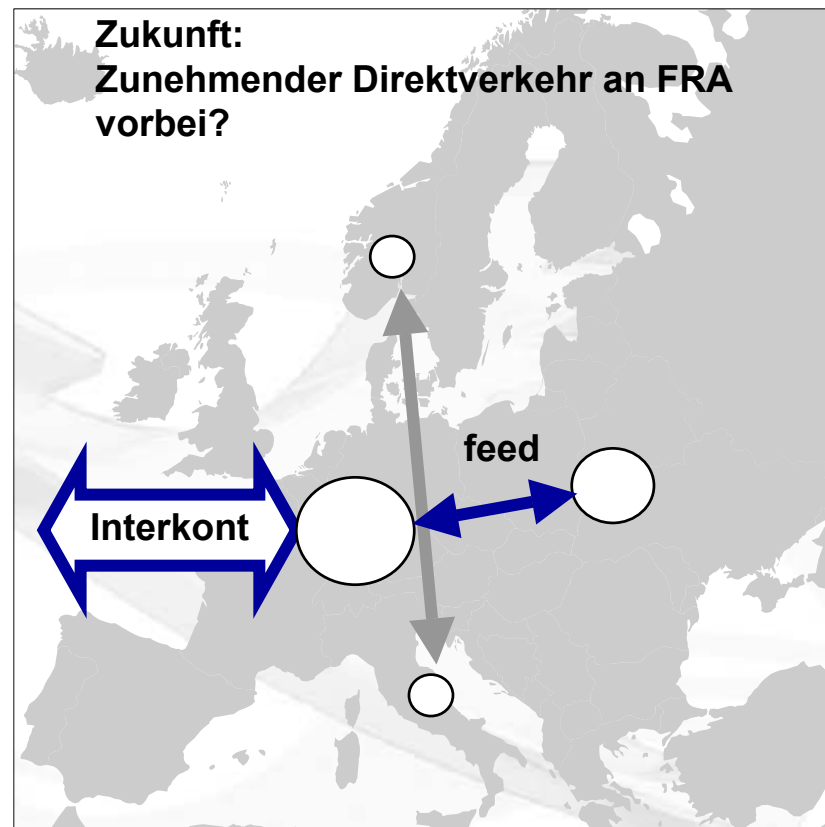 Zukunft:
Zunehmender Direktverkehr an FRA
vorbei?
feed
Interkont